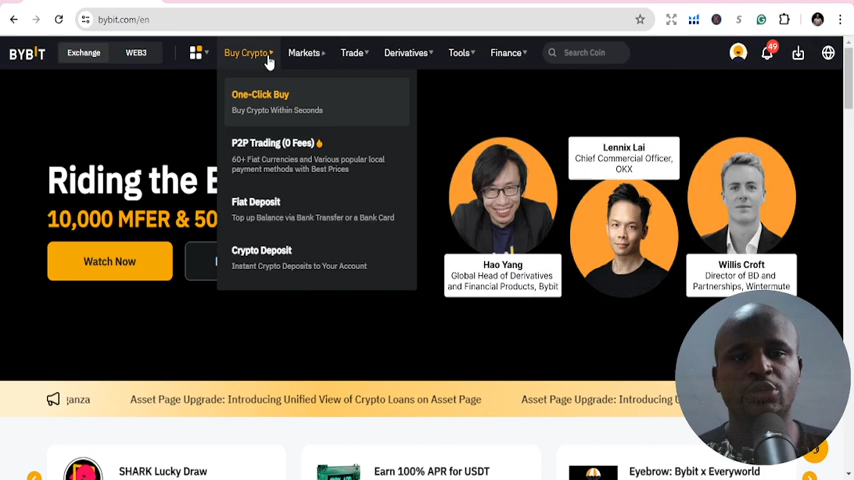 bybit.com/en
BYBIT
Exchange
WEB3
Buy Crypto
Markets
Trade
Derivatives
Tools
Finance
Search Coin
49
One-Click Buy
Buy Crypto Within Seconds
P2P Trading (0 Fees)
60+ Fiat Currencies and Various popular local
payment methods with Best Prices
Fiat Deposit
Top up Balance via Bank Transfer or a Bank Card
Crypto Deposit
Instant Crypto Deposits to Your Account
Riding the
10,000 MFER & 50
Watch Now
Hao Yang
Global Head of Derivatives
and Financial Products, Bybit
Lennix Lai
Chief Commercial Officer,
OKX
Willis Croft
Director of BD and
Partnerships, Wintermute
ganza
Asset Page Upgrade: Introducing Unified View of Crypto Loans on Asset Page
Asset Page Upgrade: Introducing
SHARK Lucky Draw
Earn 100% APR for USDT
Eyebrow: Bybit x Everyworld